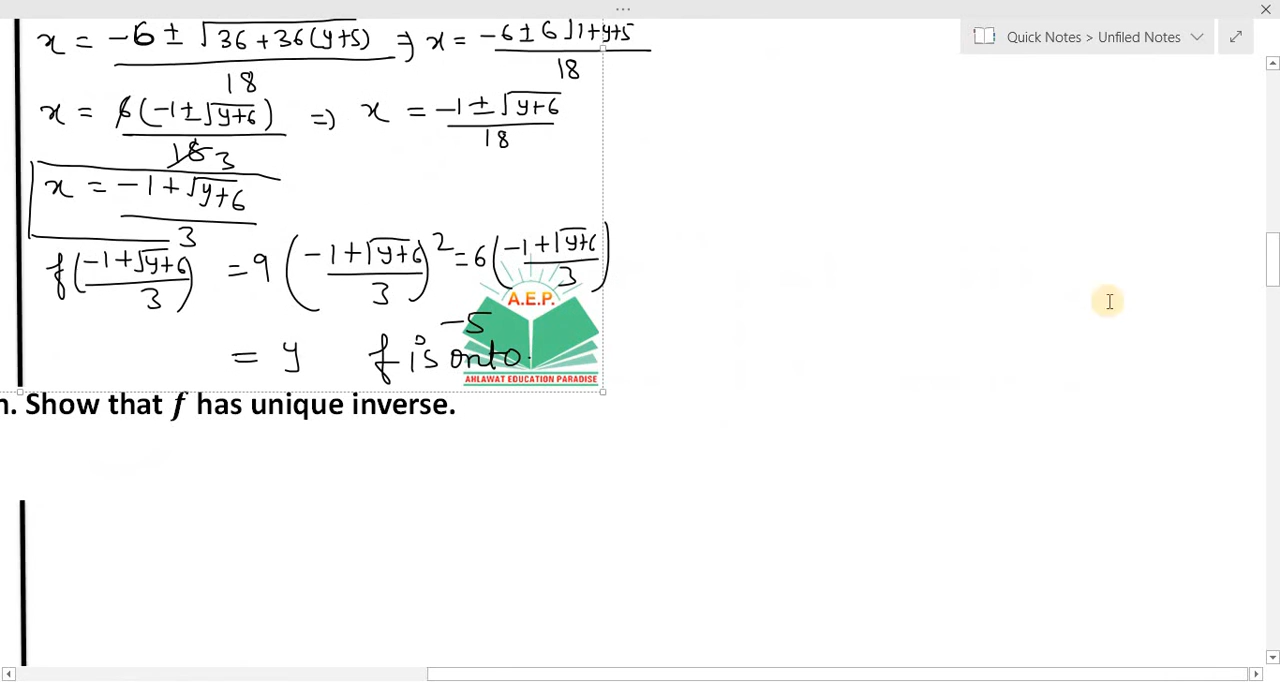 Quick Notes > Unfiled Notes
x = -6 ± √36 + 36(y+5) / 18 ⇒ x = -6 ± 6√1+y+5 / 18
x = 6(-1 ± √y+6) / 18 3 ⇒ x = -1 ± √y+6 / 18
x = -1 + √y+6 / 3
f(-1 + √y+6 / 3) = 9(-1 + √y+6 / 3)² = 6(-1 + √y+6 / 3)
-5
= y f is onto.
A.E.P.
AHLAWAT EDUCATION PARADISE
n. Show that f has unique inverse.